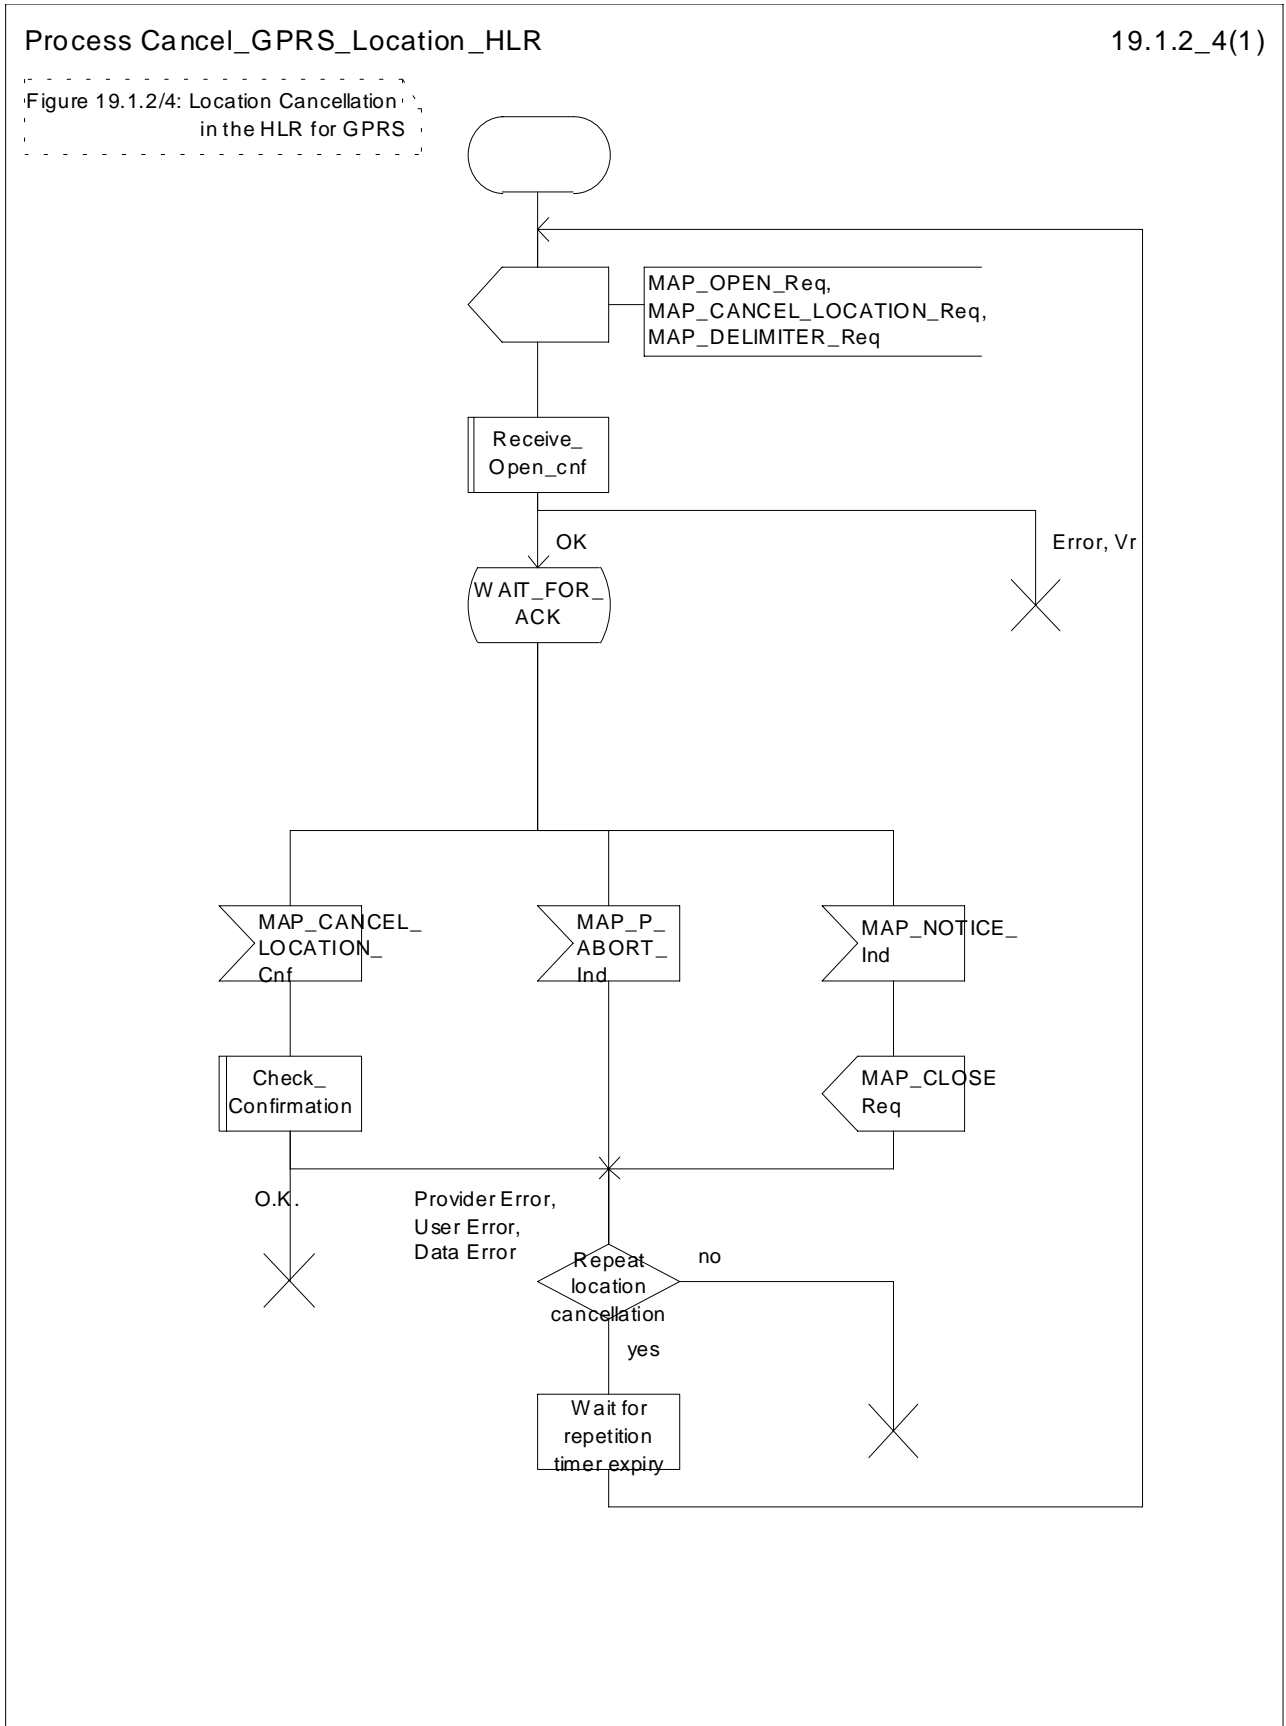 Process Cancel_GPRS_Location_HLR
19.1.2_4(1)
Figure 19.1.2/4: Location Cancellation
in the HLR for GPRS
MAP_OPEN_Req,
MAP_CANCEL_LOCATION_Req,
MAP_DELIMITER_Req
Receive_
Open_cnf
OK
Error, Vr
WAIT_FOR_
ACK
MAP_CANCEL_
LOCATION_
Cnf
MAP_P_
ABORT_
Ind
MAP_NOTICE_
Ind
Check_
Confirmation
MAP_CLOSE
Req
O.K.
Provider Error,
User Error,
Data Error
Repeat
location
cancellation
no
yes
Wait for
repetition
timer expiry